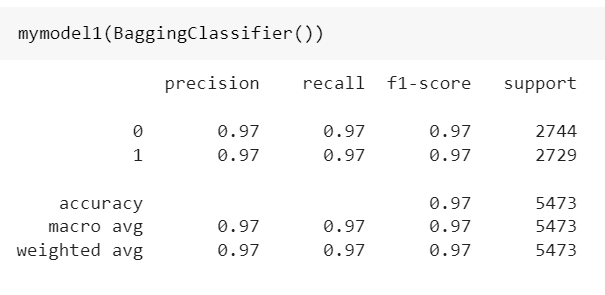 mymodel1(BaggingClassifier())
precision recall f1-score support
0 0.97 0.97 0.97 2744
1 0.97 0.97 0.97 2729
accuracy 0.97 5473
macro avg 0.97 0.97 0.97 5473
weighted avg 0.97 0.97 0.97 5473